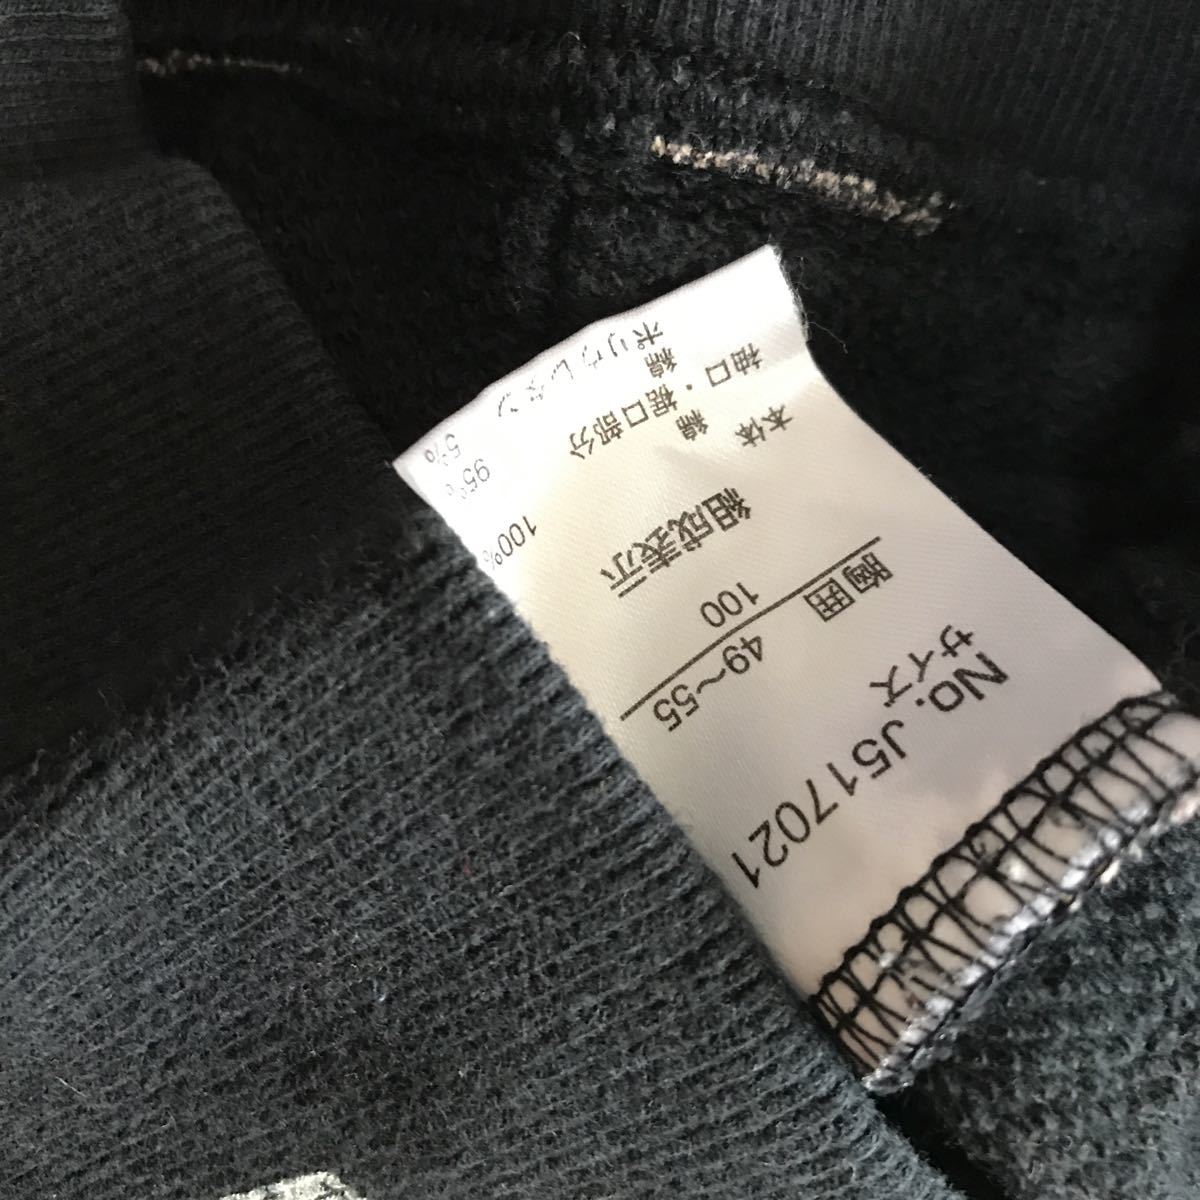 No. J517021
サイズ
胸囲 49〜55
100
組成表示
本体
綿 100%
袖口・裾口部分
綿 95%
ポリウレタン 5%